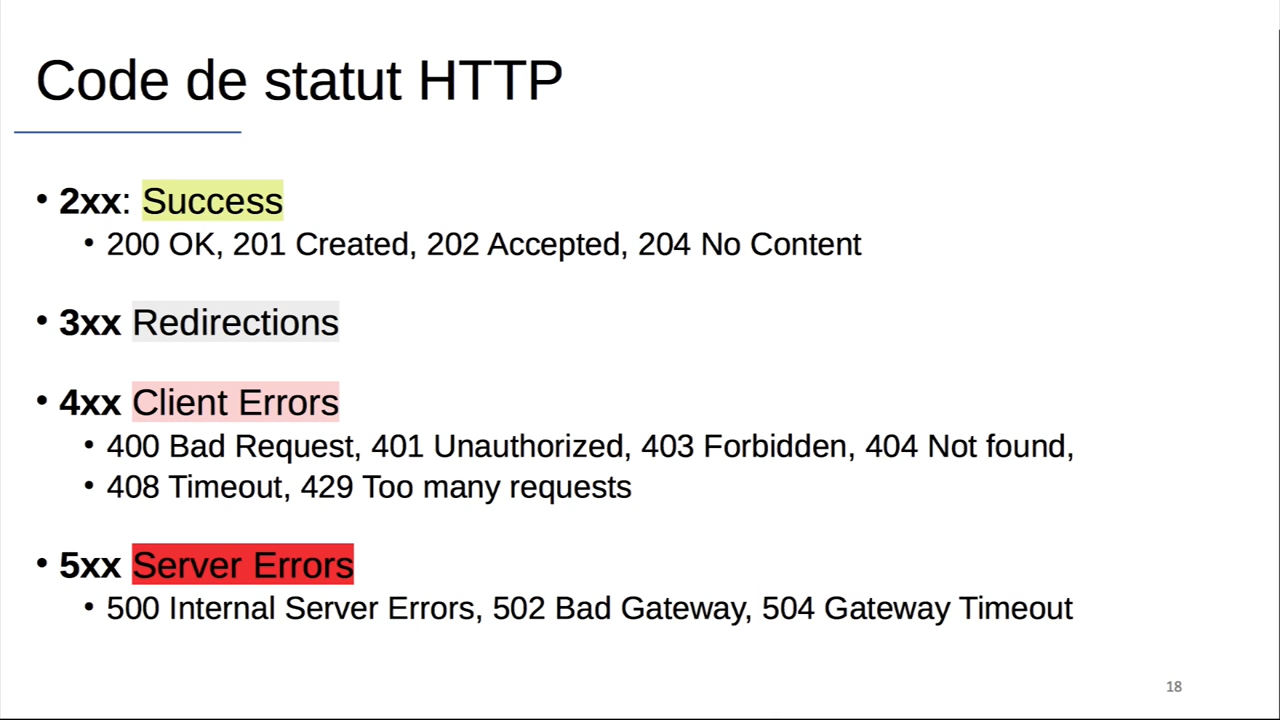 Code de statut HTTP
• 2xx: Success
• 200 OK, 201 Created, 202 Accepted, 204 No Content
• 3xx Redirections
• 4xx Client Errors
• 400 Bad Request, 401 Unauthorized, 403 Forbidden, 404 Not found,
• 408 Timeout, 429 Too many requests
• 5xx Server Errors
• 500 Internal Server Errors, 502 Bad Gateway, 504 Gateway Timeout
18